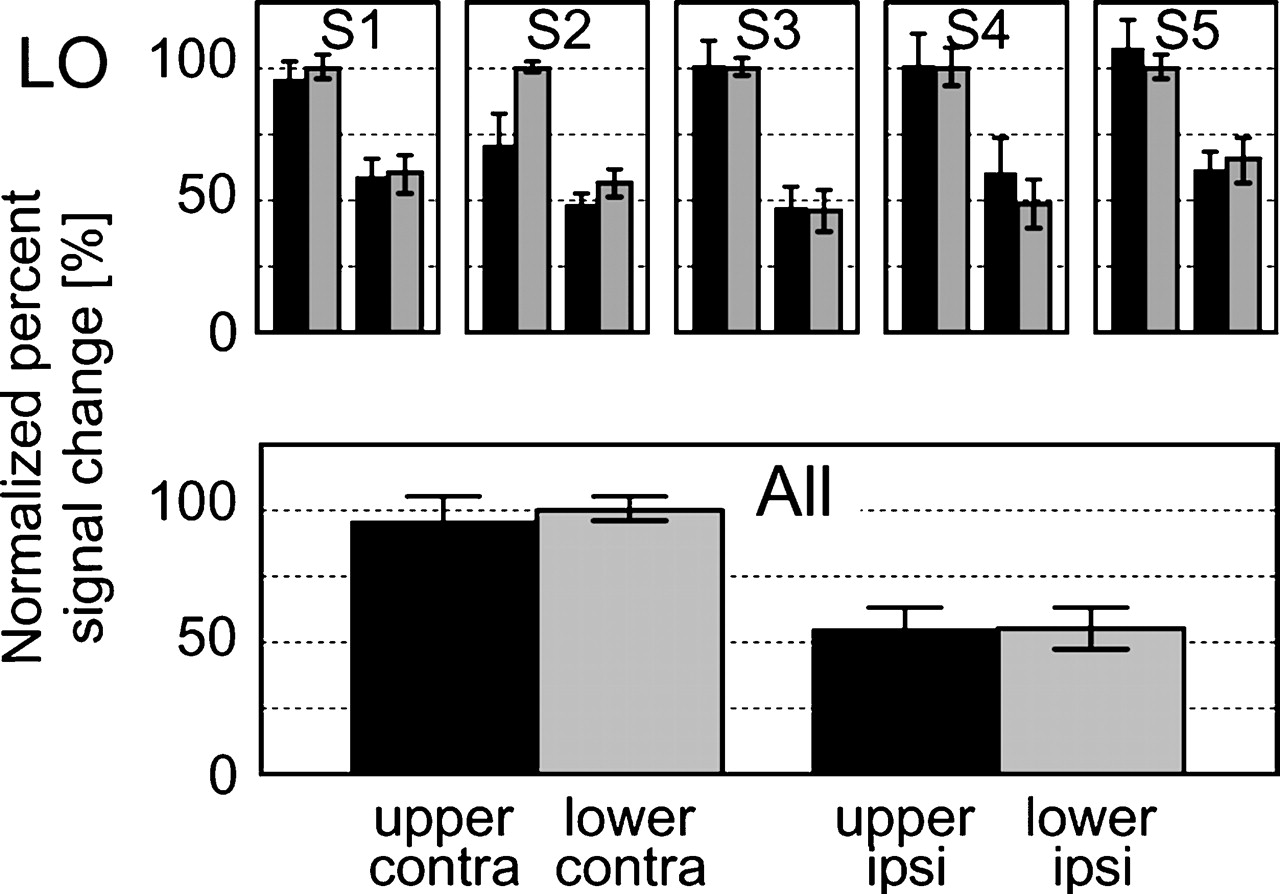 LO
S1
S2
S3
S4
S5
100
50
0
Normalized percent
signal change [%]
All
100
50
0
upper
contra
lower
contra
upper
ipsi
lower
ipsi